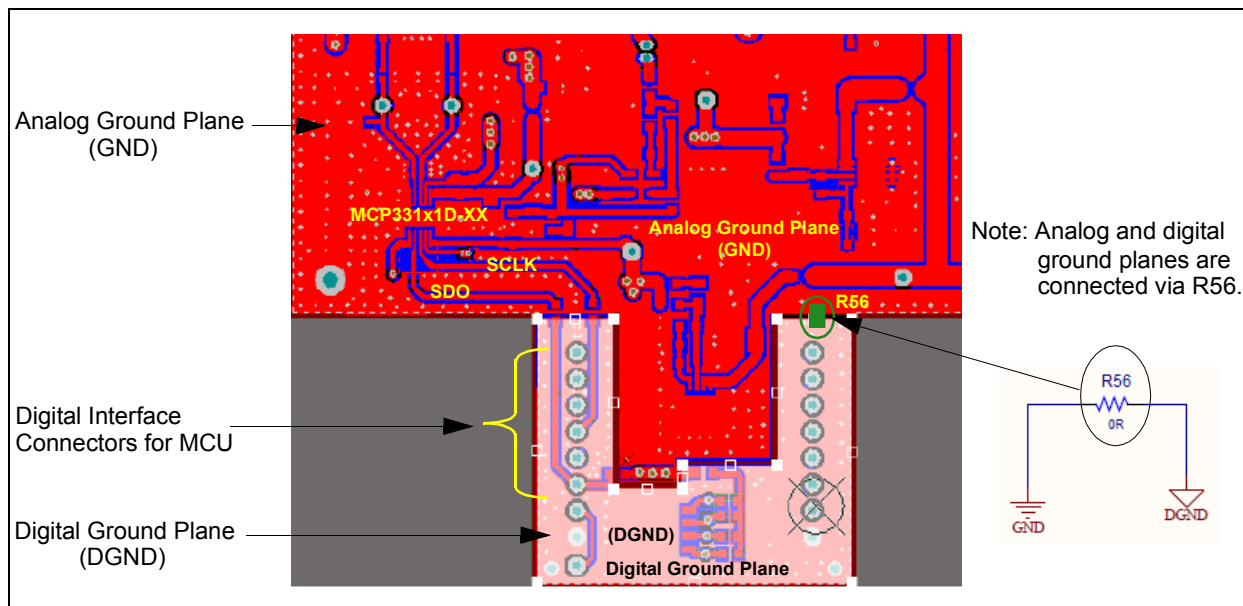 Analog Ground Plane
(GND)
MCP331x1D-XX
Analog Ground Plane
(GND)
SCLK
SDO
R56
Note: Analog and digital
ground planes are
connected via R56.
R56
0R
GND
DGND
Digital Interface
Connectors for MCU
Digital Ground Plane
(DGND)
(DGND)
Digital Ground Plane